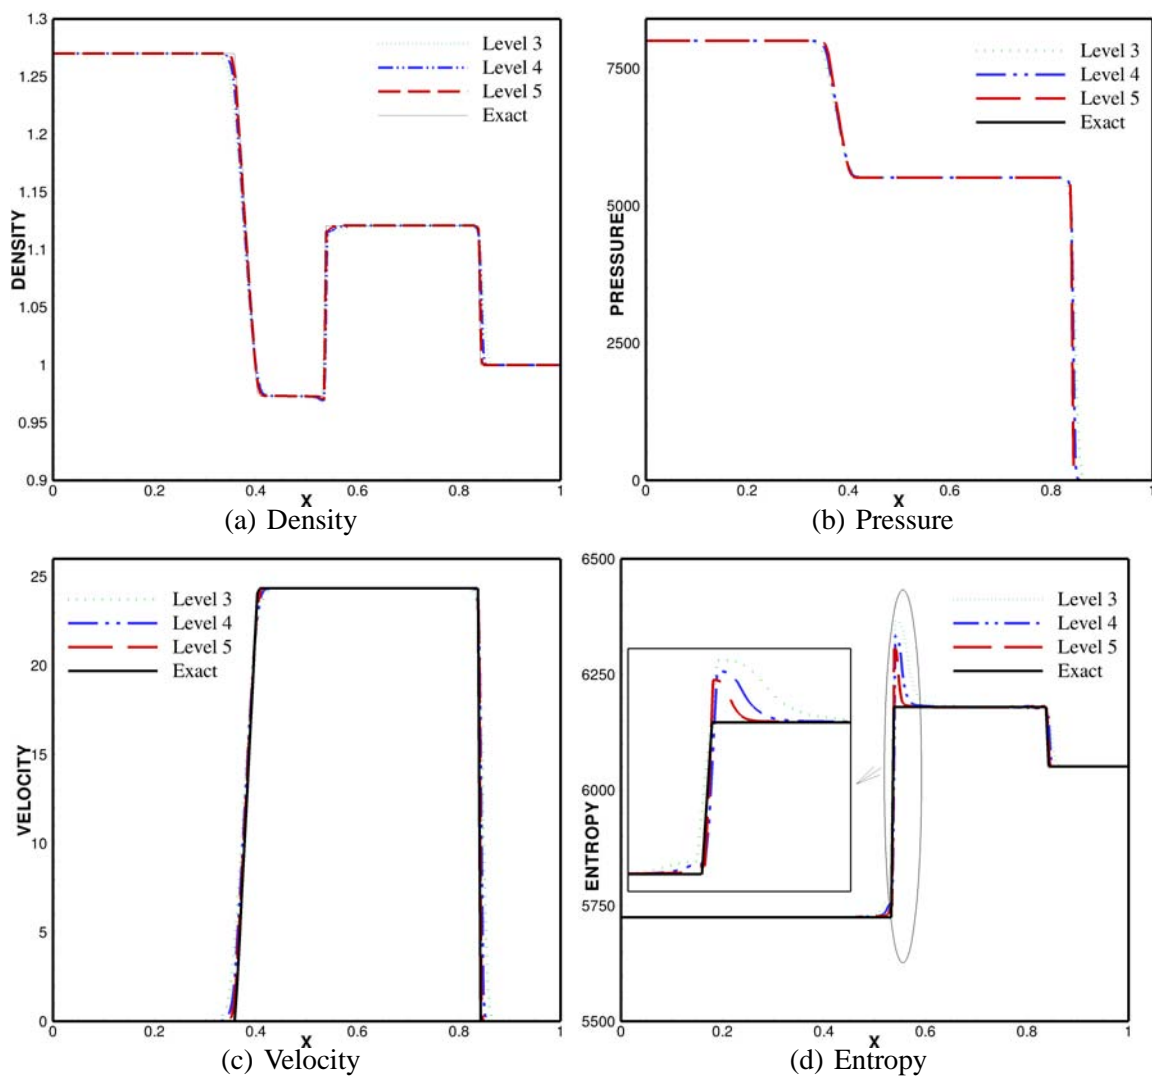 1.3
1.25
1.2
1.15
1.1
1.05
1
0.95
0.9
DENSITY
Level 3
Level 4
Level 5
Exact
0 0.2 0.4 0.6 0.8 1
X
(a) Density
7500
5000
2500
0
PRESSURE
Level 3
Level 4
Level 5
Exact
0 0.2 0.4 0.6 0.8 1
X
(b) Pressure
25
20
15
10
5
0
VELOCITY
Level 3
Level 4
Level 5
Exact
0 0.2 0.4 0.6 0.8 1
X
(c) Velocity
6500
6250
6000
5750
5500
ENTROPY
Level 3
Level 4
Level 5
Exact
0 0.2 0.4 0.6 0.8 1
X
(d) Entropy